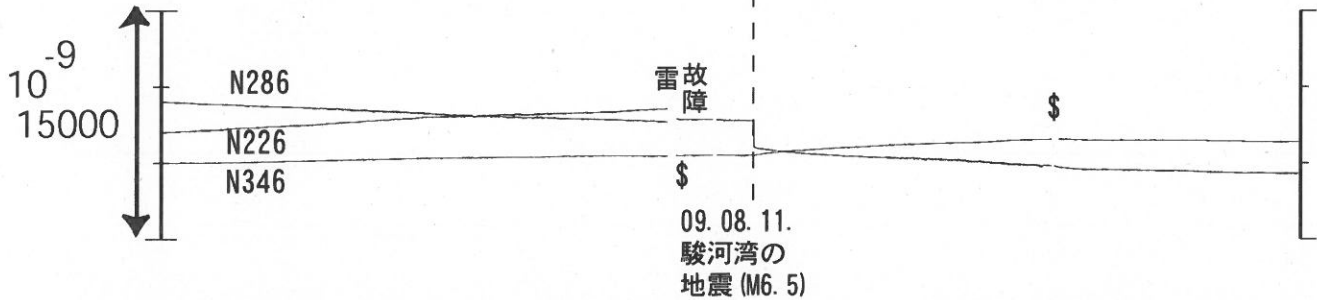 10-9
15000
N286
N226
N346
雷
故障
$
$
09. 08. 11.
駿河湾の
地震(M6. 5)